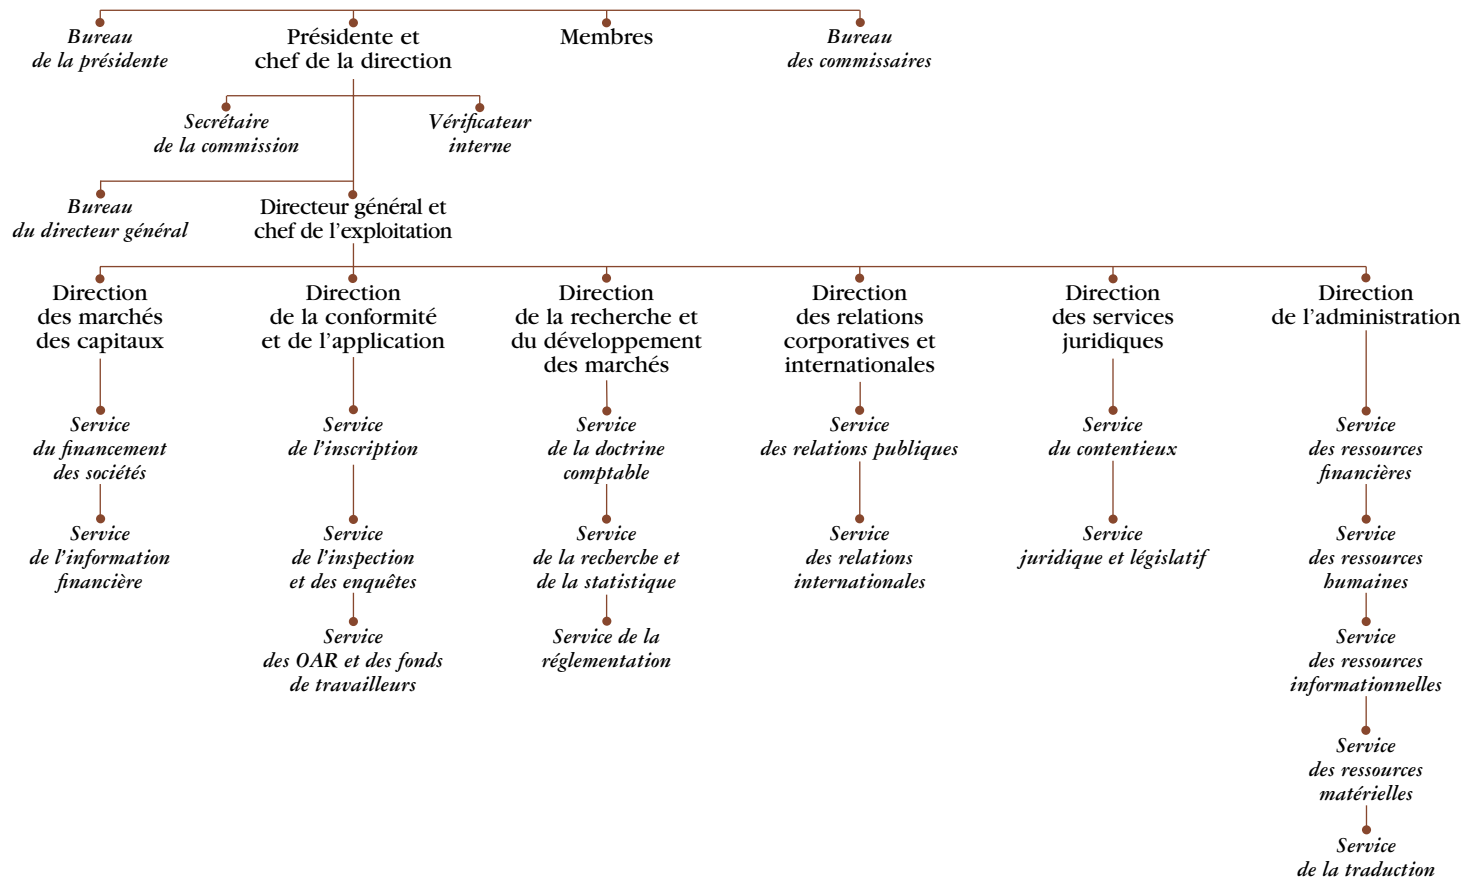 Bureau
de la présidente
Présidente et
chef de la direction
Membres
Bureau
des commissaires
Secrétaire
de la commission
Vérificateur
interne
Bureau
du directeur général
Directeur général et
chef de l'exploitation
Direction
des marchés
des capitaux
Direction
de la conformité
et de l'application
Direction
de la recherche et
du développement
des marchés
Direction
des relations
corporatives et
internationales
Direction
des services
juridiques
Direction
de l'administration
Service
du financement
des sociétés
Service
de l'inscription
Service
de la doctrine
comptable
Service
des relations publiques
Service
du contentieux
Service
des ressources
financières
Service
de l'information
financière
Service
de l'inspection
et des enquêtes
Service
de la recherche et
de la statistique
Service
des relations
internationales
Service
juridique et législatif
Service
des ressources
humaines
Service
des OAR et des fonds
de travailleurs
Service de la
réglementation
Service
des ressources
informationnelles
Service
des ressources
matérielles
Service
de la traduction